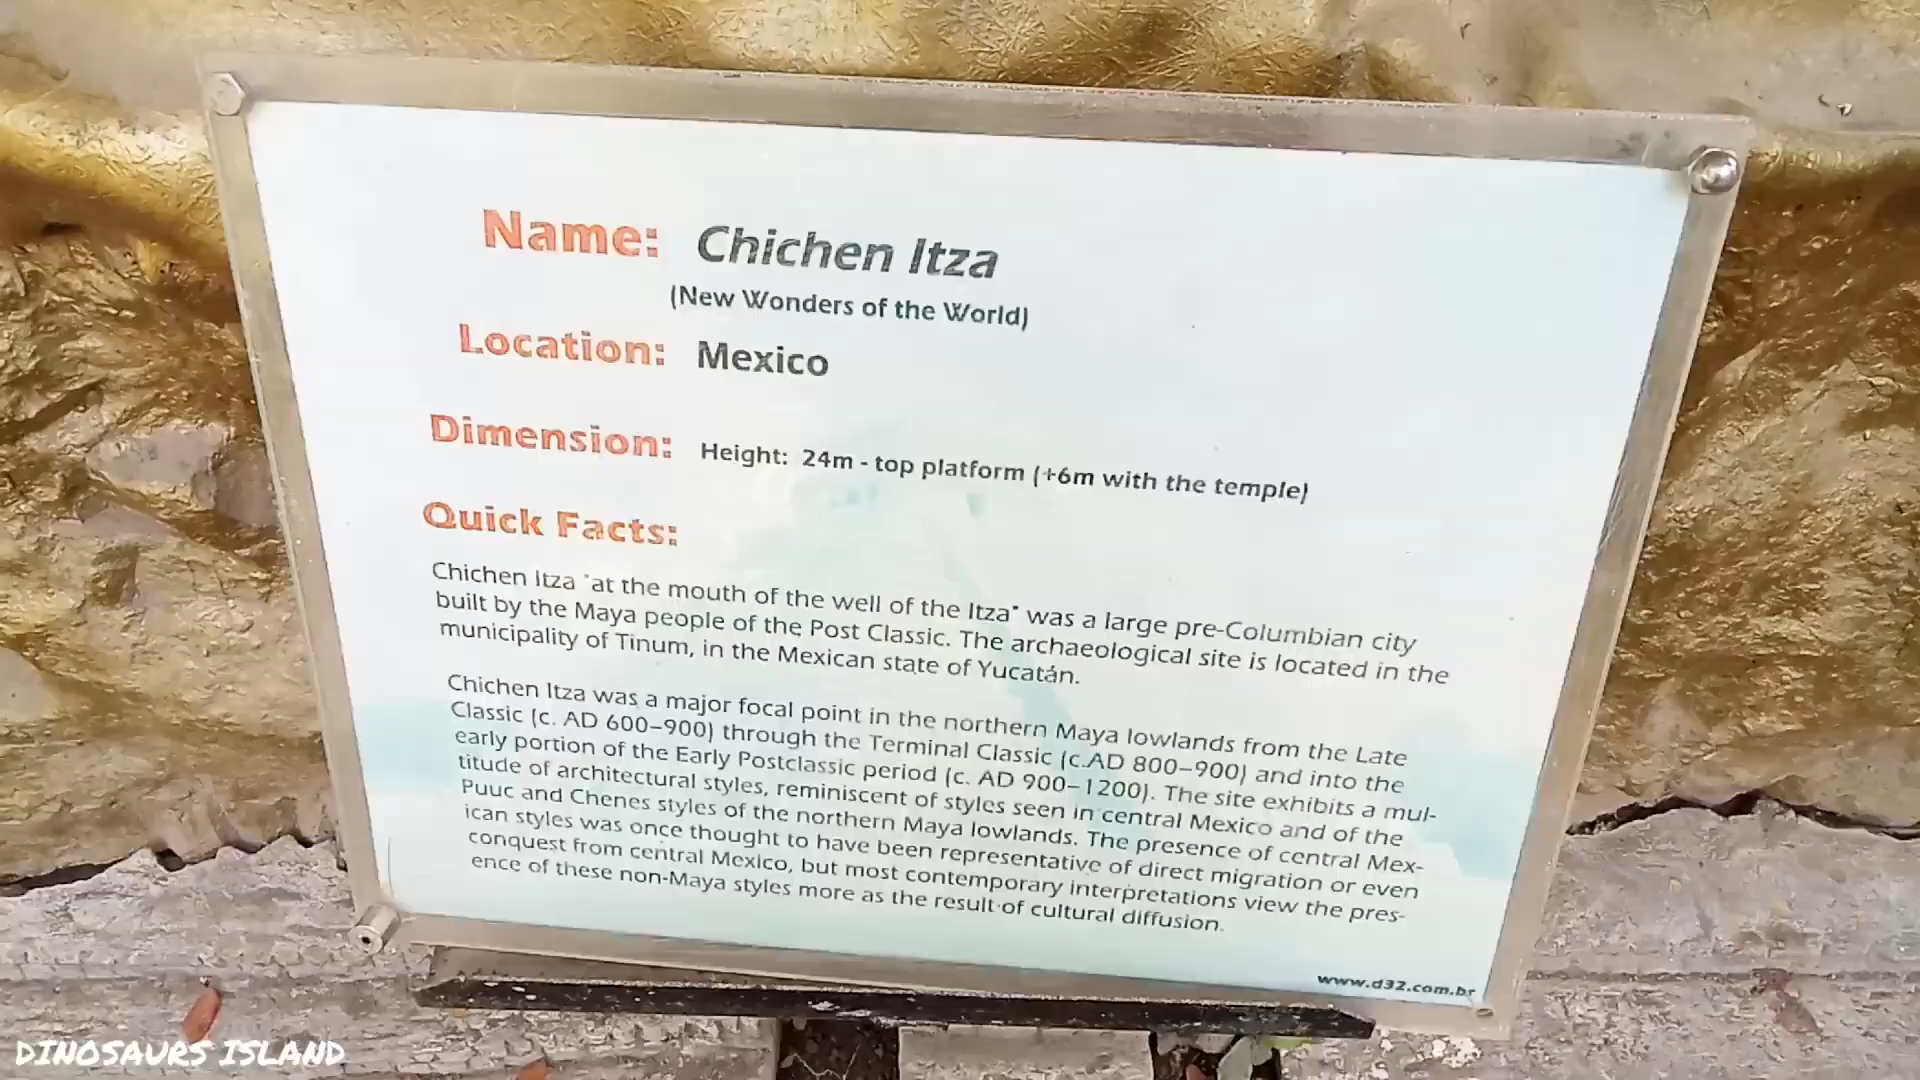 Name: Chichen Itza
(New Wonders of the World)
Location: Mexico
Dimension: Height: 24m - top platform (+6m with the temple)
Quick Facts:
Chichen Itza "at the mouth of the well of the Itza" was a large pre-Columbian city
built by the Maya people of the Post Classic. The archaeological site is located in the
municipality of Tinum, in the Mexican state of Yucatán.
Chichen Itza was a major focal point in the northern Maya lowlands from the Late
Classic (c. AD 600–900) through the Terminal Classic (c.AD 800–900) and into the
early portion of the Early Postclassic period (c. AD 900–1200). The site exhibits a mul-
titude of architectural styles, reminiscent of styles seen in central Mexico and of the
Puuc and Chenes styles of the northern Maya lowlands. The presence of central Mex-
ican styles was once thought to have been representative of direct migration or even
conquest from central Mexico, but most contemporary interpretations view the pres-
ence of these non-Maya styles more as the result of cultural diffusion.
www.d32.com.br
DINOSAURS ISLAND